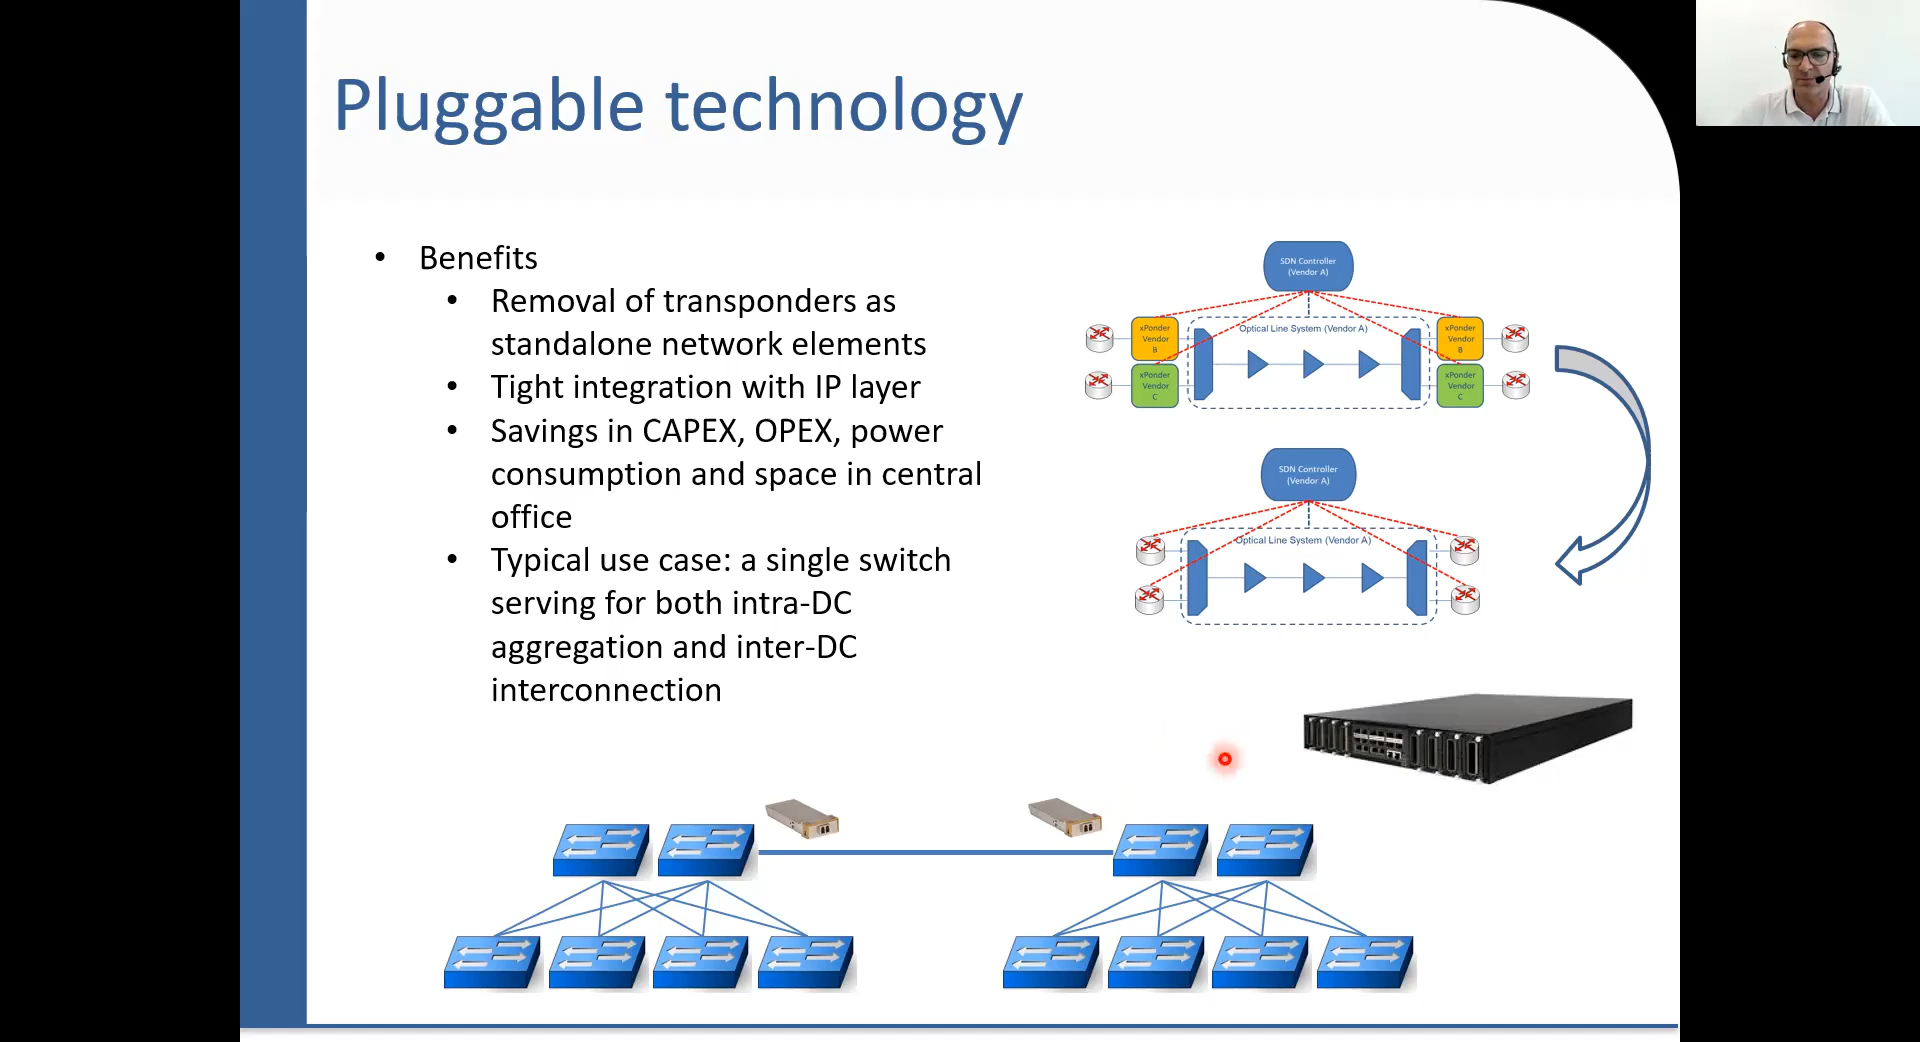 Pluggable technology
• Benefits
• Removal of transponders as
standalone network elements
• Tight integration with IP layer
• Savings in CAPEX, OPEX, power
consumption and space in central
office
• Typical use case: a single switch
serving for both intra-DC
aggregation and inter-DC
interconnection
SDN Controller
(Vendor A)
Optical Line System (Vendor A)
xPonder
Vendor
B
xPonder
Vendor
C
xPonder
Vendor
B
xPonder
Vendor
C
SDN Controller
(Vendor A)
Optical Line System (Vendor A)